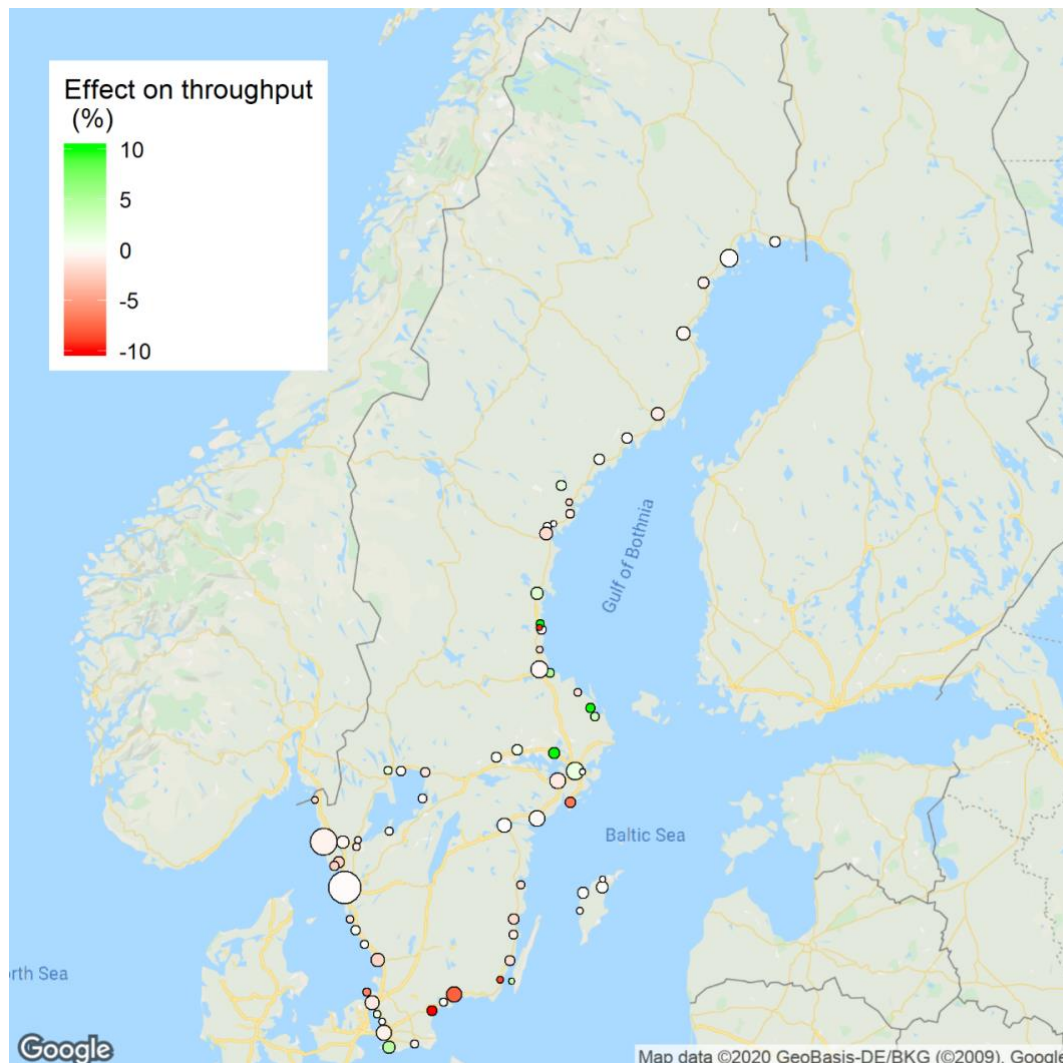 Effect on throughput
(%)
10
5
0
-5
-10
Gulf of Bothnia
Baltic Sea
orth Sea
Google
Map data ©2020 GeoBasis-DE/BKG (©2009), Google